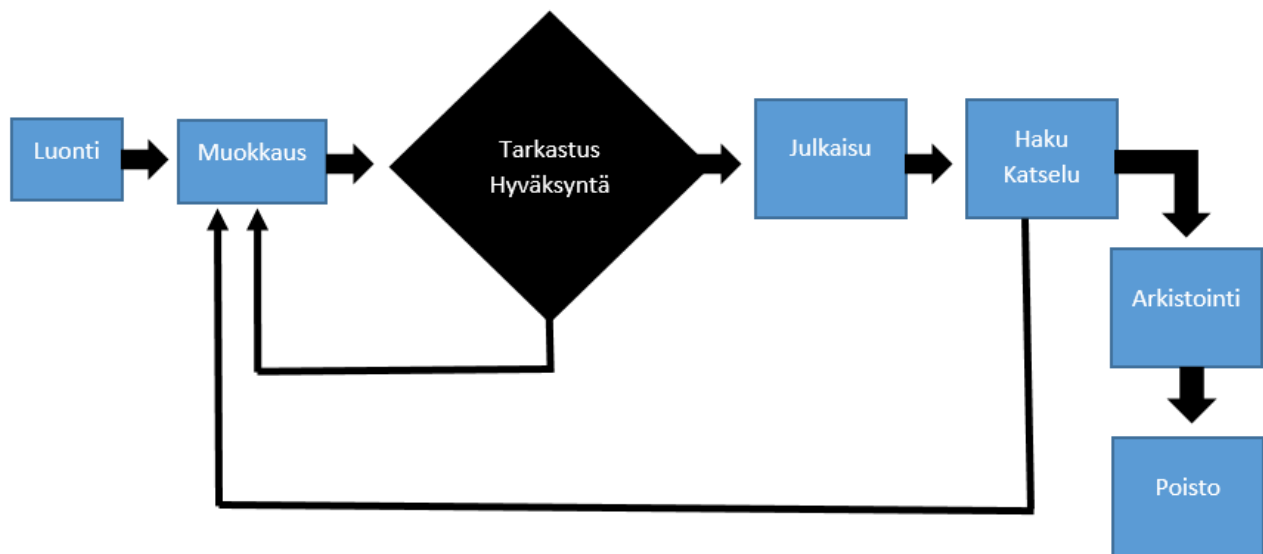 Luonti
Muokkaus
Tarkastus
Hyväksyntä
Julkaisu
Haku
Katselu
Arkistointi
Poisto